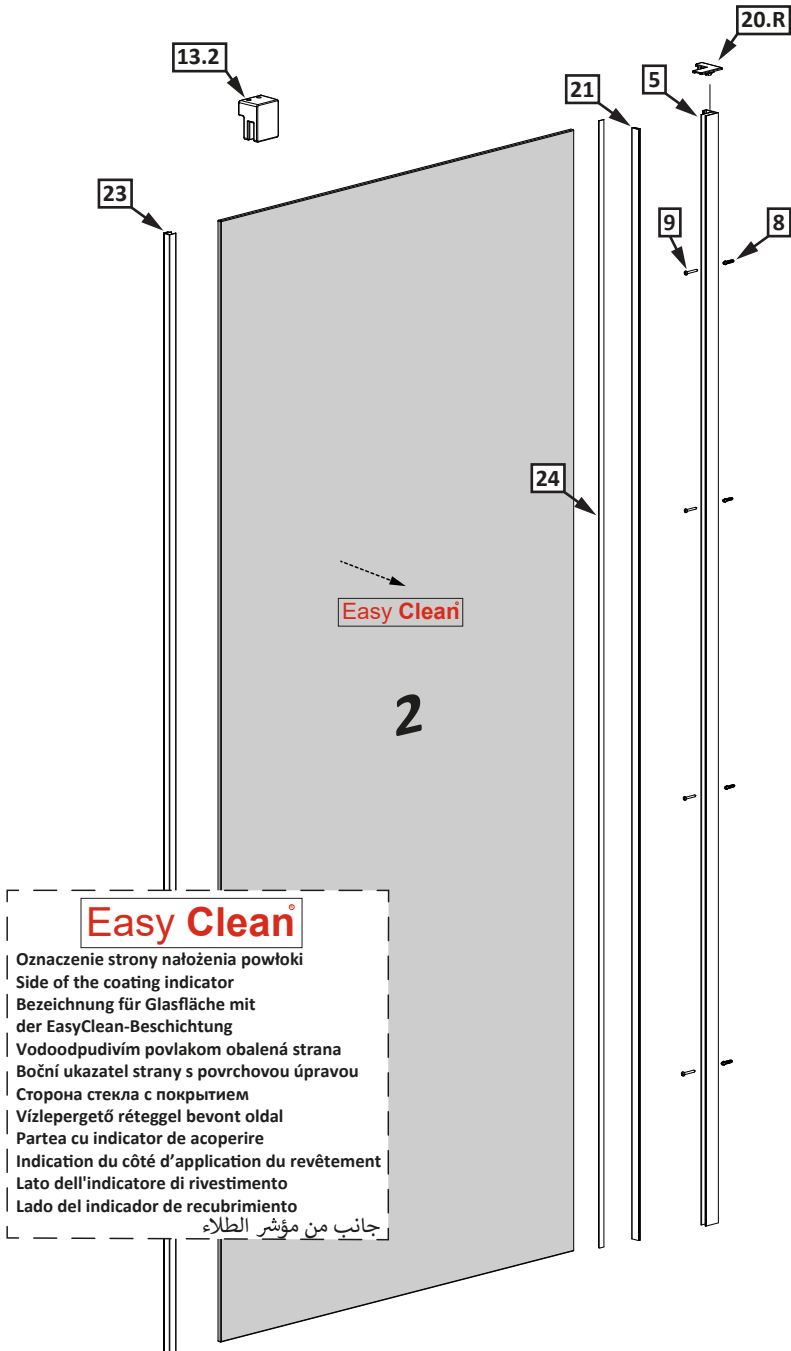 20.R
13.2
5
21
23
9
8
24
Easy Clean®
2
Easy Clean®
Oznaczenie strony nałożenia powłoki
Side of the coating indicator
Bezeichnung für Glasfläche mit
der EasyClean-Beschichtung
Vodoodpudivím povlakom obalená strana
Boční ukazatel strany s povrchovou úpravou
Сторона стекла с покрытием
Vízlepergető réteggel bevont oldal
Partea cu indicator de acoperire
Indication du côté d’application du revêtement
Lato dell'indicatore di rivestimento
Lado del indicador de recubrimiento
جانب من مؤشر الطلاء